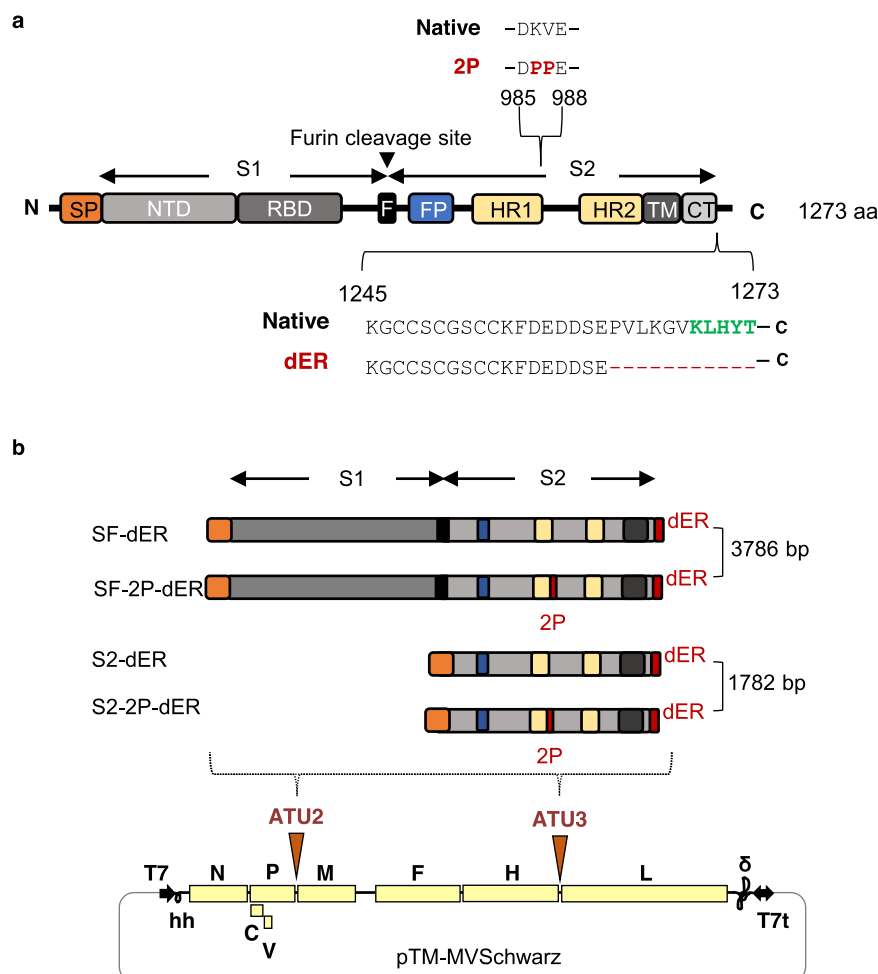 a
Native –DKVE–
2P –DPPE–
985 988
Furin cleavage site
S1 S2
N SP NTD RBD F FP HR1 HR2 TM CT C 1273 aa
1245 1273
Native KGCCSCGSCCKFDEDDSEPVLKGVKLHYT– C
dER KGCCSCGSCCKFDEDDSE-----------– C
b
S1 S2
SF-dER dER
3786 bp
SF-2P-dER dER
2P
S2-dER dER
1782 bp
S2-2P-dER dER
2P
ATU2 ATU3
T7 N P M F H L δ
hh C V T7t
pTM-MVSchwarz